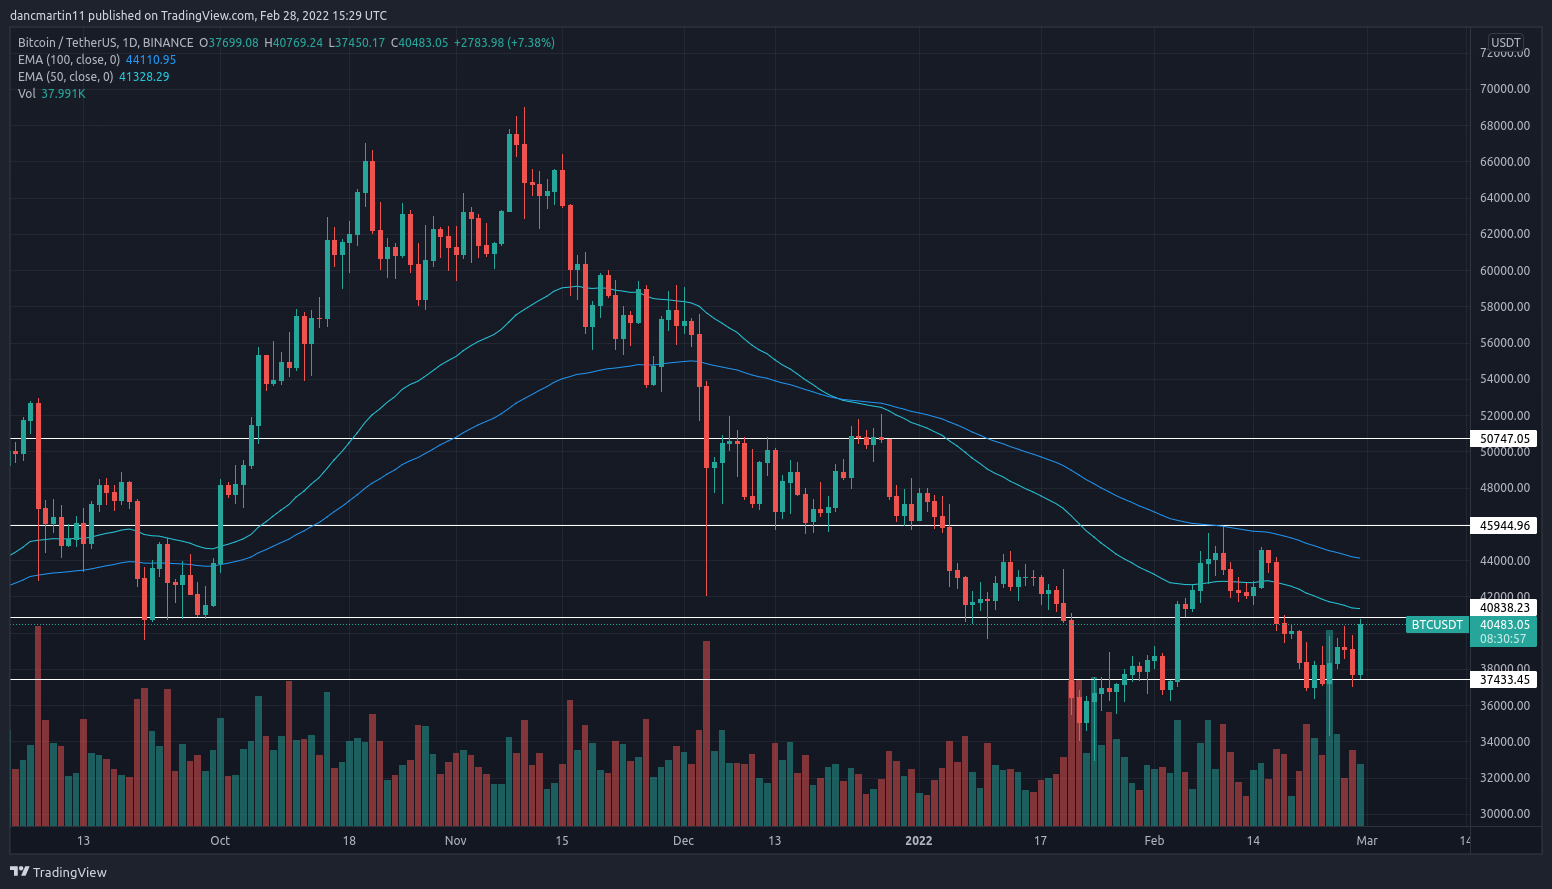 dancmartin11 published on TradingView.com, Feb 28, 2022 15:29 UTC
Bitcoin / TetherUS, 1D, BINANCE O37699.08 H40769.24 L37450.17 C40483.05 +2783.98 (+7.38%)
EMA (100, close, 0) 44110.95
EMA (50, close, 0) 41328.29
Vol 37.991K
USDT
72000.00
70000.00
68000.00
66000.00
64000.00
62000.00
60000.00
58000.00
56000.00
54000.00
52000.00
50747.05
50000.00
48000.00
45944.96
44000.00
42000.00
40838.23
BTCUSDT 40483.05
08:30:57
38000.00
37433.45
36000.00
34000.00
32000.00
30000.00
13 Oct 18 Nov 15 Dec 13 2022 17 Feb 14 Mar 14
TradingView